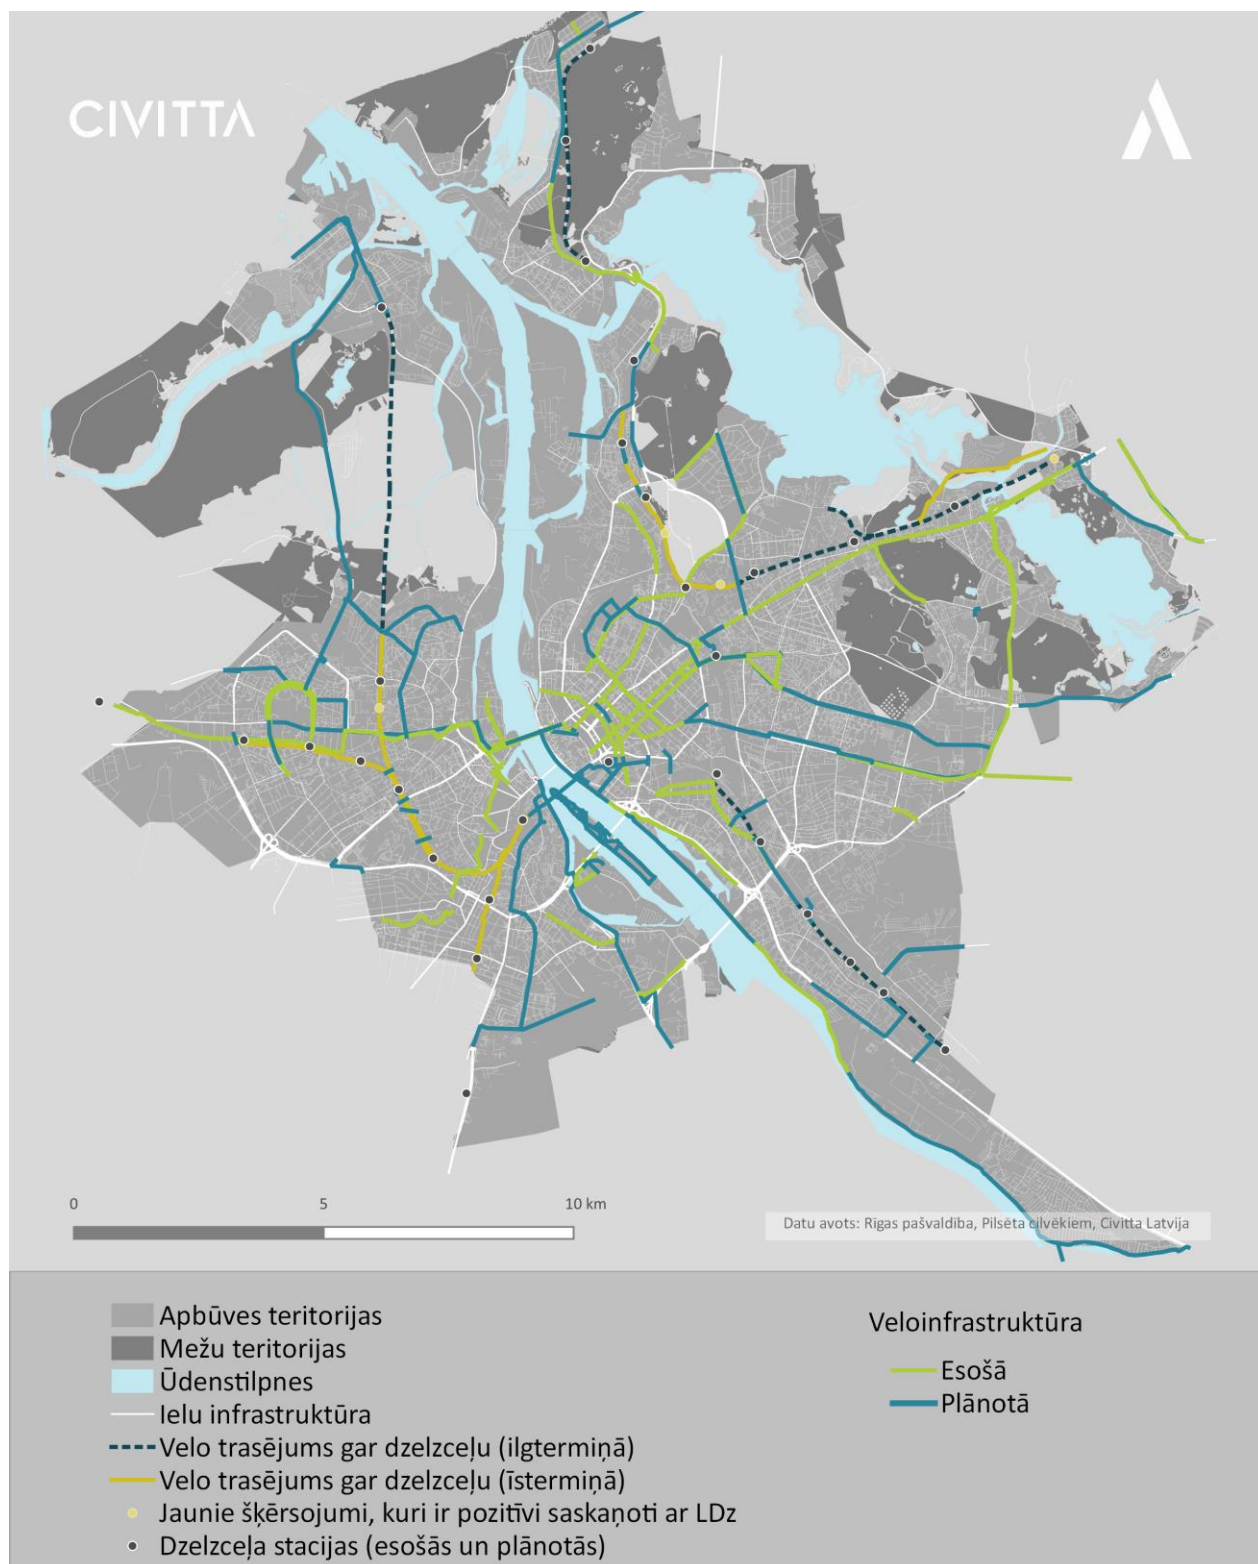 CIVITTA
0 5 10 km
Datu avots: Rīgas pašvaldība, Pilsēta cilvēkiem, Civitta Latvija
Apbūves teritorijas
Mežu teritorijas
Ūdenstilpnes
Ielu infrastruktūra
Velo trasējums gar dzelzceļu (ilgtermiņā)
Velo trasējums gar dzelzceļu (īstermiņā)
Jaunie šķērsojumi, kuri ir pozitīvi saskaņoti ar LDz
Dzelzceļa stacijas (esošās un plānotās)
Veloinfrastruktūra
Esošā
Plānotā